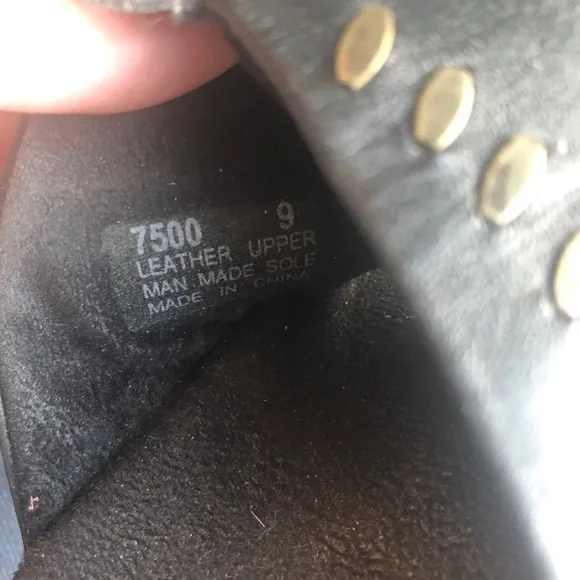 7500 9
LEATHER UPPER
MAN MADE SOLE
MADE IN CHINA